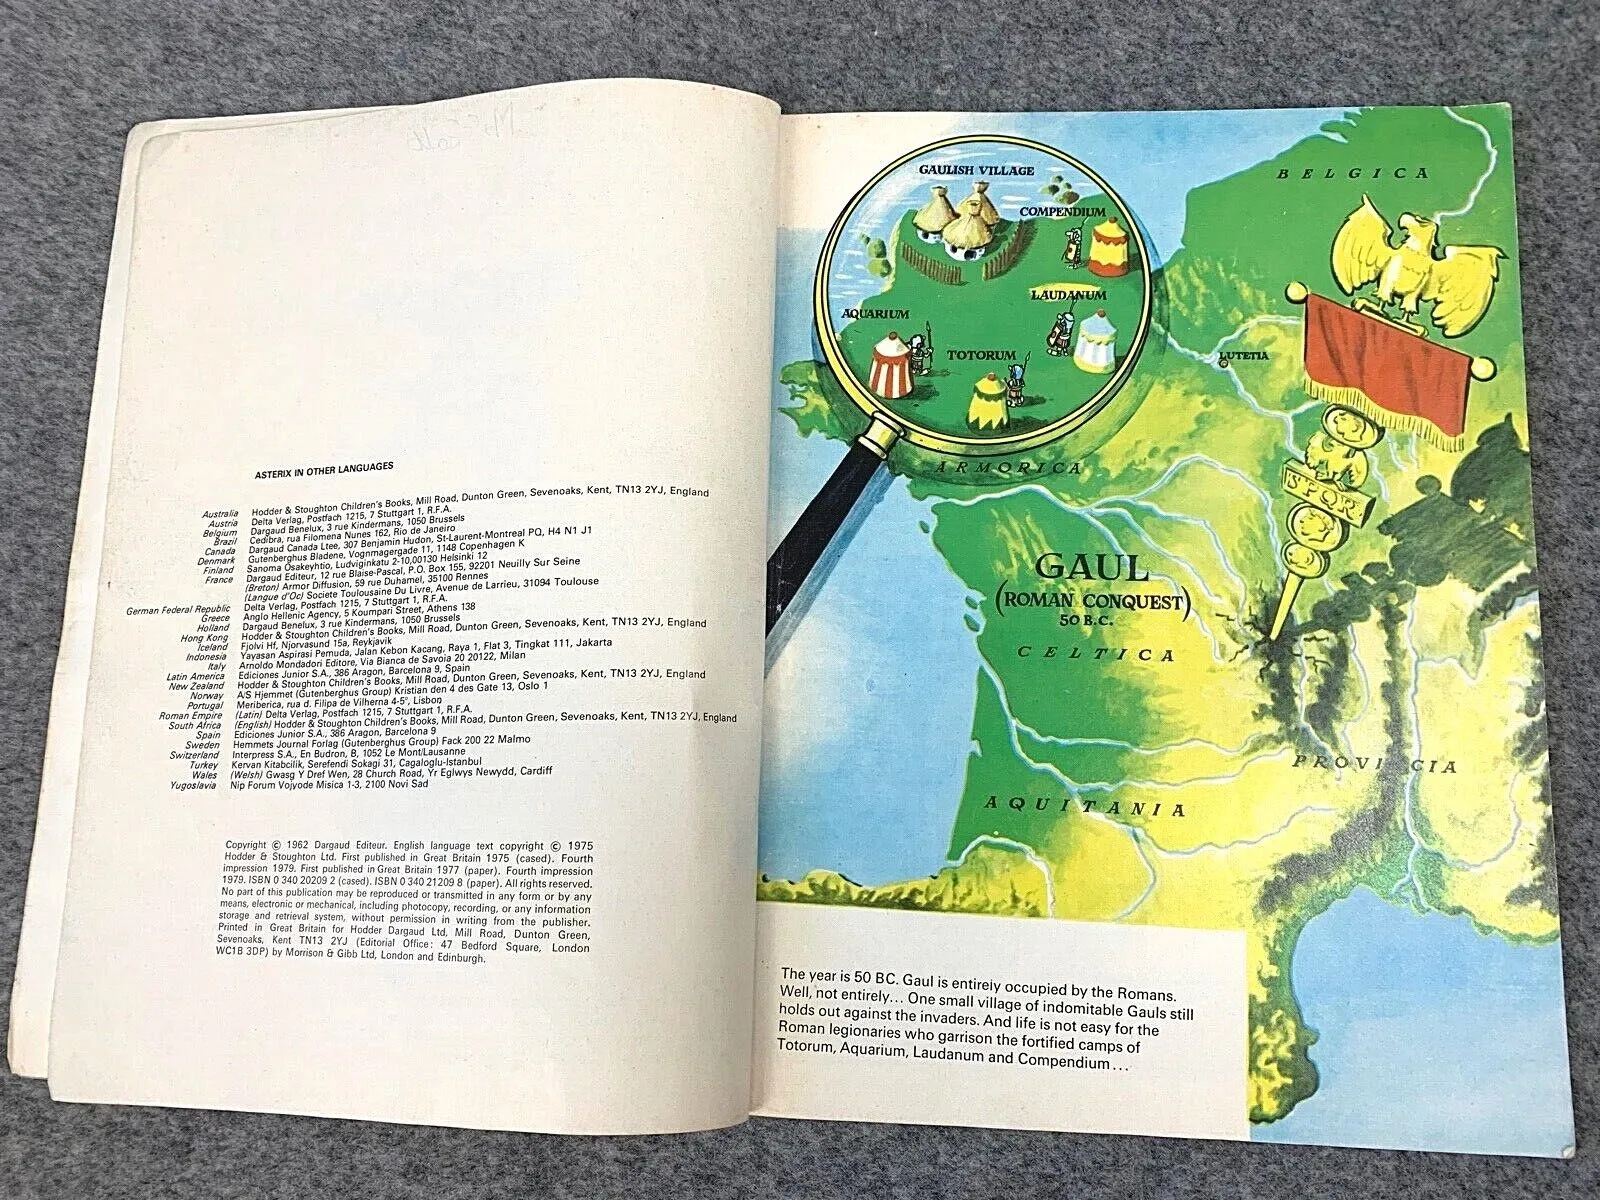 ASTERIX IN OTHER LANGUAGES
Australia Hodder & Stoughton Children's Books, Mill Road, Dunton Green, Sevenoaks, Kent, TN13 2YJ, England
Austria Delta Verlag, Postfach 1215, 7 Stuttgart 1, R.F.A.
Belgium Dargaud Benelux, 3 rue Kindermans, 1050 Brussels
Brazil Cedibra, rua Filomena Nunes 162, Rio de Janeiro
Canada Dargaud Canada Ltee, 307 Benjamin Hudon, St-Laurent-Montreal PQ, H4 N1 J1
Denmark Gutenberghus Bladene, Vognmagergade 11, 1148 Copenhagen K
Finland Sanoma Osakeyhtio, Ludviginkatu 2-10,00130 Helsinki 12
France Dargaud Editeur, 12 rue Blaise-Pascal, P.O. Box 155, 92201 Neuilly Sur Seine
(Breton) Armor Diffusion, 59 rue Duhamel, 35100 Rennes
(Langue d'Oc) Societe Toulousaine Du Livre, Avenue de Larrieu, 31094 Toulouse
German Federal Republic Delta Verlag, Postfach 1215, 7 Stuttgart 1, R.F.A.
Greece Anglo Hellenic Agency, 5 Koumpari Street, Athens 138
Holland Dargaud Benelux, 3 rue Kindermans, 1050 Brussels
Hong Kong Hodder & Stoughton Children's Books, Mill Road, Dunton Green, Sevenoaks, Kent, TN13 2YJ, England
Iceland Fjolvi Hf, Njorvasund 15a, Reykjavik
Indonesia Yayasan Aspirasi Pemuda, Jalan Kebon Kacang, Raya 1, Flat 3, Tingkat 111, Jakarta
Italy Arnoldo Mondadori Editore, Via Bianca de Savoia 20 20122, Milan
Latin America Ediciones Junior S.A., 386 Aragon, Barcelona 9, Spain
New Zealand Hodder & Stoughton Children's Books, Mill Road, Dunton Green, Sevenoaks, Kent, TN13 2YJ, England
Norway A/S Hjemmet (Gutenberghus Group) Kristian den 4 des Gate 13, Oslo 1
Portugal Meriberica, rua d. Filipa de Vilherna 4-5°, Lisbon
Roman Empire (Latin) Delta Verlag, Postfach 1215, 7 Stuttgart 1, R.F.A.
South Africa (English) Hodder & Stoughton Children's Books, Mill Road, Dunton Green, Sevenoaks, Kent, TN13 2YJ, England
Spain Ediciones Junior S.A., 386 Aragon, Barcelona 9
Sweden Hemmets Journal Forlag (Gutenberghus Group) Fack 200 22 Malmo
Switzerland Interpress S.A., En Budron, B, 1052 Le Mont/Lausanne
Turkey Kervan Kitabcilik, Serefendi Sokagi 31, Cagaloglu-Istanbul
Wales (Welsh) Gwasg Y Dref Wen, 28 Church Road, Yr Eglwys Newydd, Cardiff
Yugoslavia Nip Forum Vojvode Misica 1-3, 2100 Novi Sad
Copyright © 1962 Dargaud Editeur. English language text copyright © 1975
Hodder & Stoughton Ltd. First published in Great Britain 1975 (cased). Fourth
impression 1979. First published in Great Britain 1977 (paper). Fourth impression
1979. ISBN 0 340 20209 2 (cased). ISBN 0 340 21209 8 (paper). All rights reserved.
No part of this publication may be reproduced or transmitted in any form or by any
means, electronic or mechanical, including photocopy, recording, or any information
storage and retrieval system, without permission in writing from the publisher.
Printed in Great Britain for Hodder Dargaud Ltd, Mill Road, Dunton Green,
Sevenoaks, Kent TN13 2YJ (Editorial Office: 47 Bedford Square, London
WC1B 3DP) by Morrison & Gibb Ltd, London and Edinburgh.
GAULISH VILLAGE
COMPENDIUM
LAUDANUM
AQUARIUM
TOTORUM
BELGICA
LUTETIA
SPQR
ARMORICA
GAUL
(ROMAN CONQUEST)
50 B.C.
CELTICA
PROVINCIA
AQUITANIA
The year is 50 BC. Gaul is entirely occupied by the Romans.
Well, not entirely... One small village of indomitable Gauls still
holds out against the invaders. And life is not easy for the
Roman legionaries who garrison the fortified camps of
Totorum, Aquarium, Laudanum and Compendium...